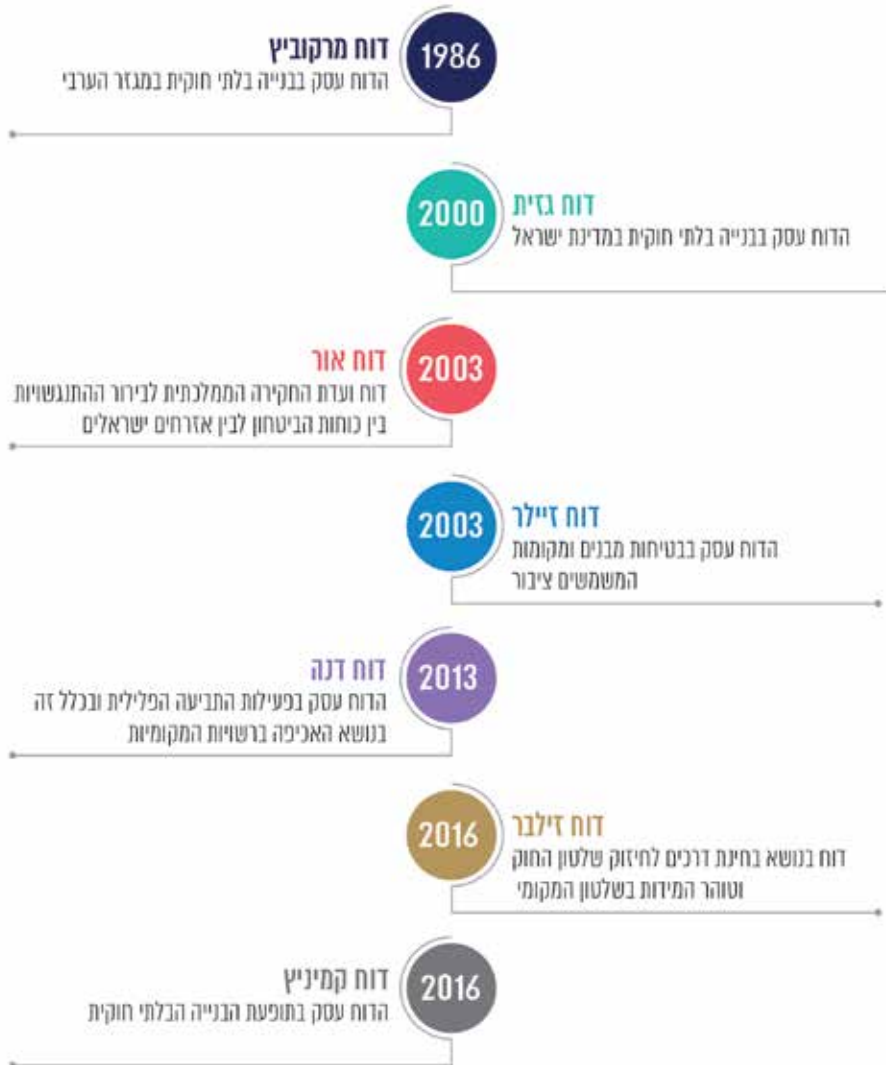 1986
דוח מרקוביץ
הדוח עסק בבנייה בלתי חוקית במגזר הערבי
2000
דוח גזית
הדוח עסק בבנייה בלתי חוקית במדינת ישראל
2003
דוח אור
דוח ועדת החקירה הממלכתית לבירור ההתנגשויות
בין כוחות הביטחון לבין אזרחים ישראלים
2003
דוח זיילר
הדוח עסק בבטיחות מבנים ומקומות
המשמשים ציבור
2013
דוח דנה
הדוח עסק בפעילות התביעה הפלילית ובכלל זה
בנושא האכיפה ברשויות המקומיות
2016
דוח זילבר
דוח בנושא בחינת דרכים לחיזוק שלטון החוק
וטוהר המידות בשלטון המקומי
2016
דוח קמיניץ
הדוח עסק בתופעת הבנייה הבלתי חוקית